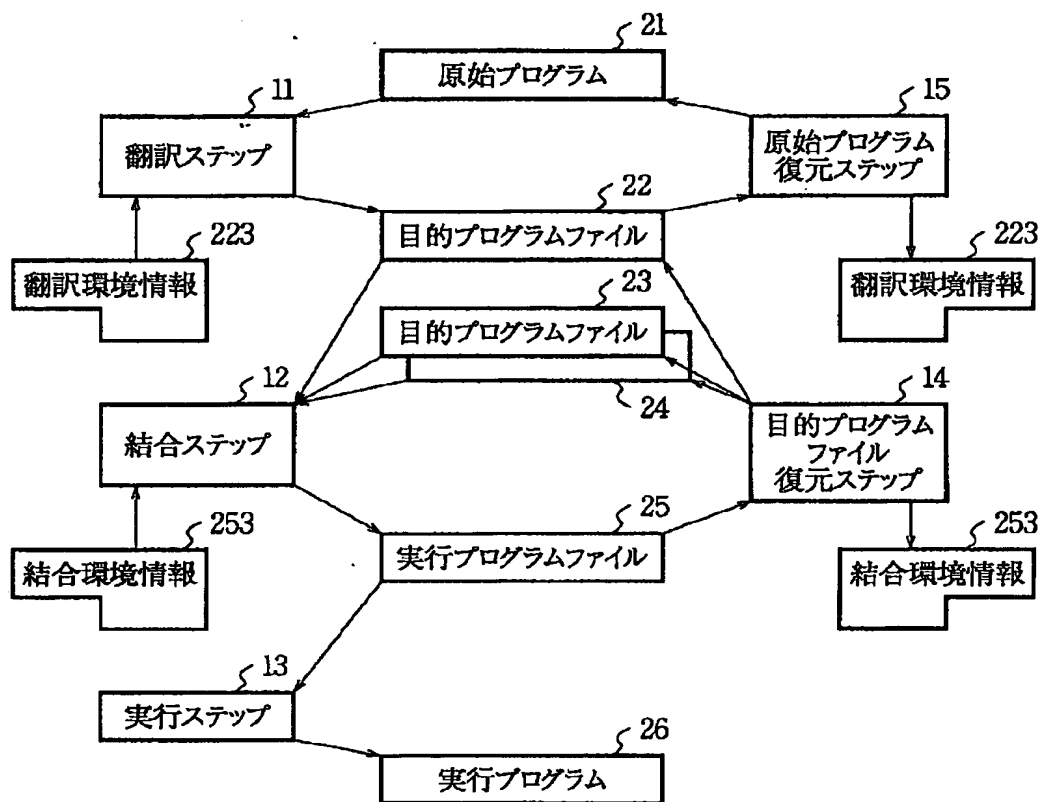 21
原始プログラム
11
翻訳ステップ
15
原始プログラム
復元ステップ
22
目的プログラムファイル
223
翻訳環境情報
223
翻訳環境情報
23
目的プログラムファイル
24
12
結合ステップ
14
目的プログラム
ファイル
復元ステップ
25
実行プログラムファイル
253
結合環境情報
253
結合環境情報
13
実行ステップ
26
実行プログラム